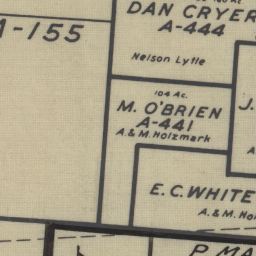 DAN CRYER
A-444
A-155
Nelson Lytle
104 Ac.
M. O'BRIEN
A-441
A. & M. Holzmark
J.
A
E. C. WHITE
A. & M. Hol
P. MA